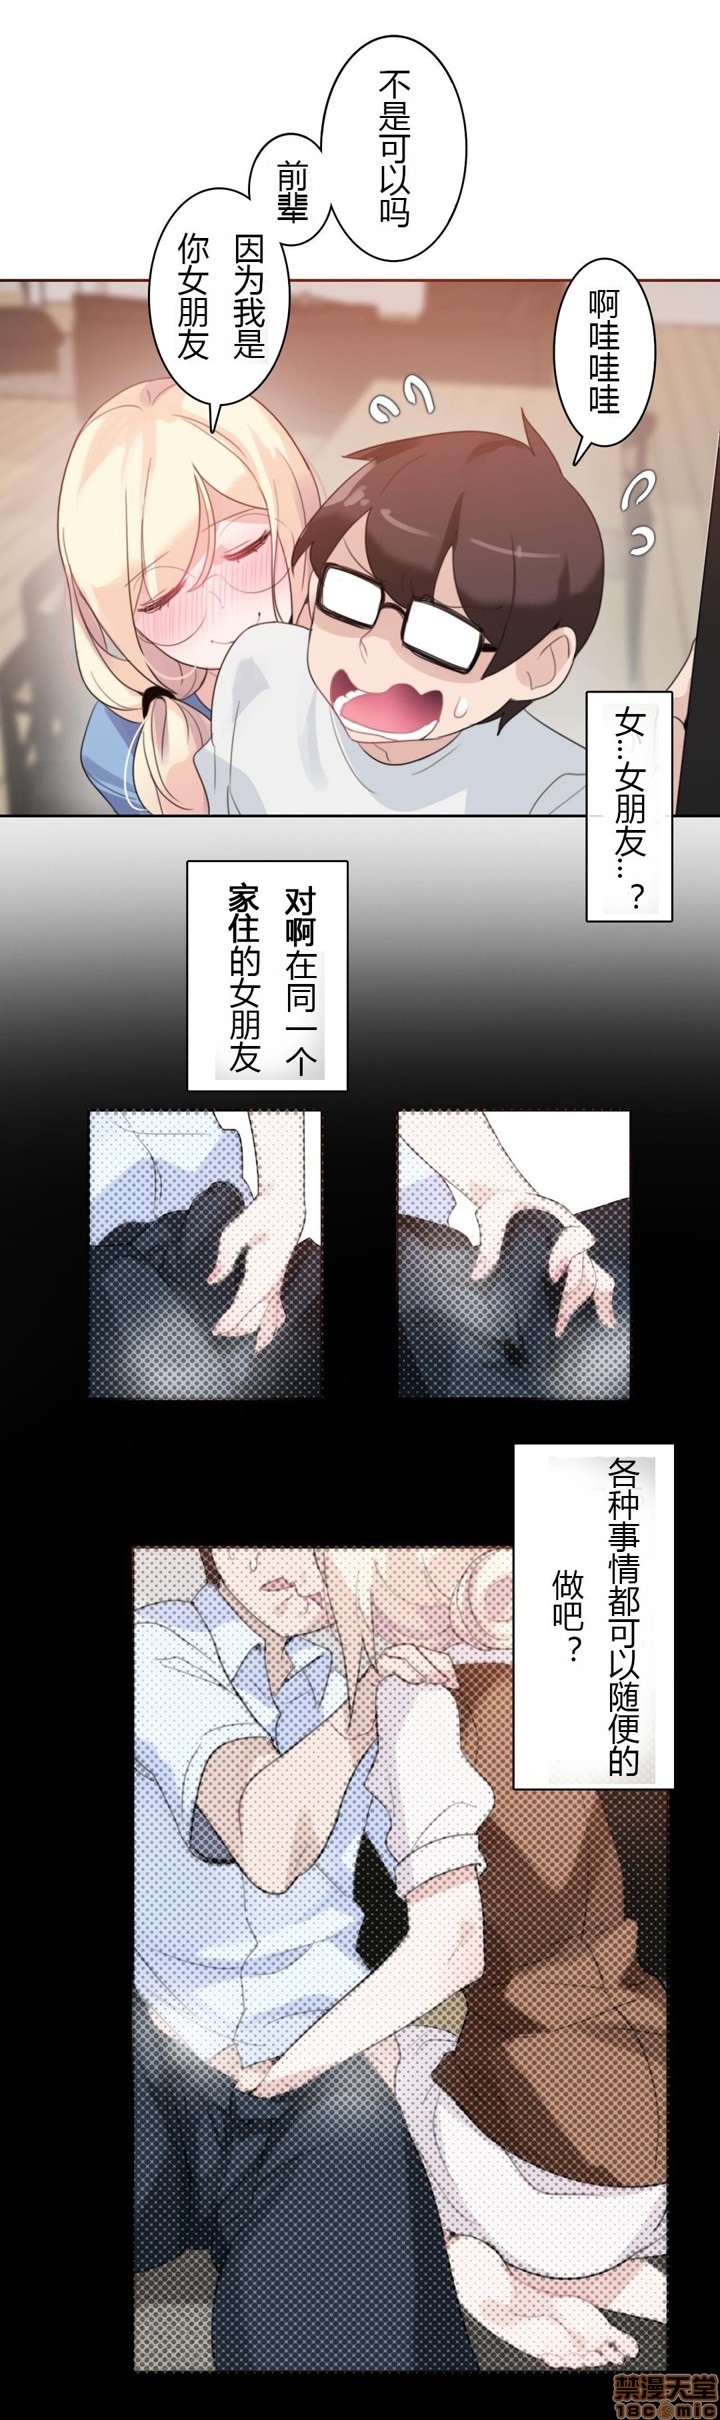 不是可以吗
前辈
因为我是
你女朋友
啊哇哇哇
女…女朋友…？
对啊在同一个
家住的女朋友
各种事情都可以随便的
做吧？
禁漫天堂
18comic